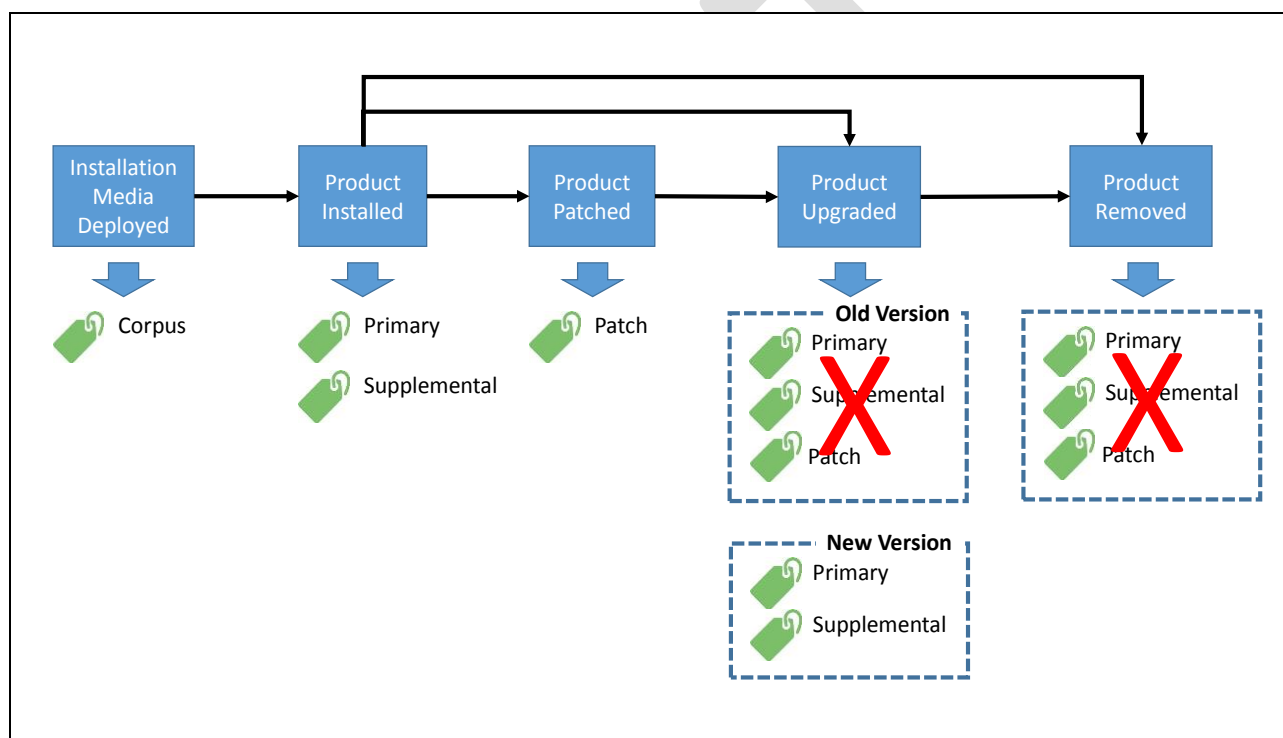 Installation
Media
Deployed
Product
Installed
Product
Patched
Product
Upgraded
Product
Removed
Corpus
Primary
Supplemental
Patch
Old Version
Primary
Supplemental
Patch
Primary
Supplemental
Patch
New Version
Primary
Supplemental